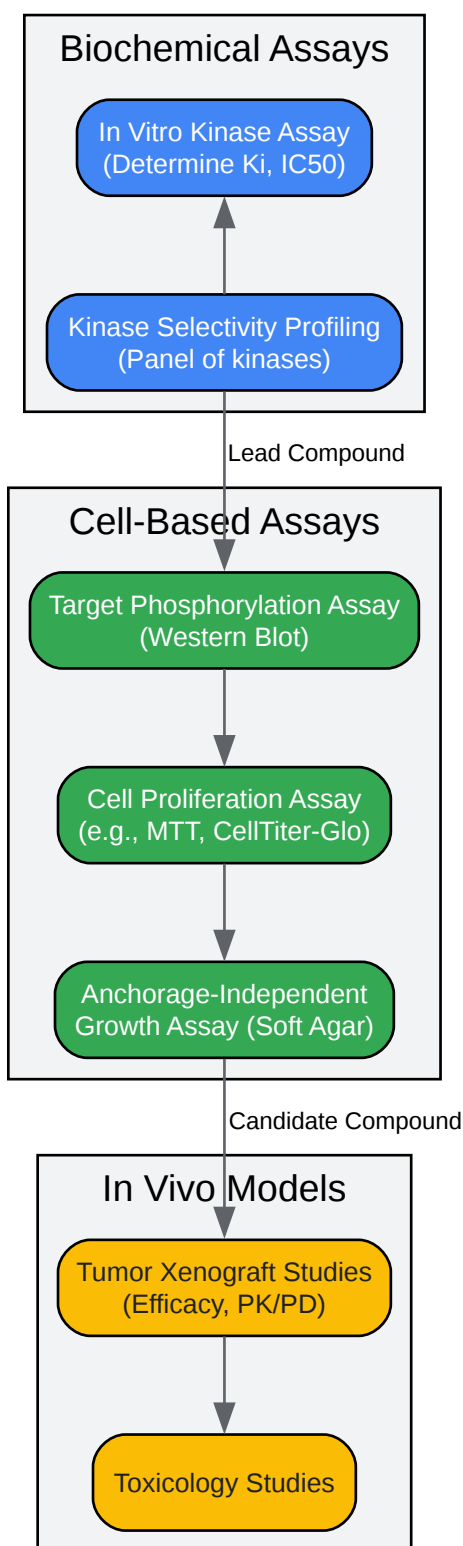 Biochemical Assays
In Vitro Kinase Assay
(Determine Ki, IC50)
Kinase Selectivity Profiling
(Panel of kinases)
Lead Compound
Cell-Based Assays
Target Phosphorylation Assay
(Western Blot)
Cell Proliferation Assay
(e.g., MTT, CellTiter-Glo)
Anchorage-Independent
Growth Assay (Soft Agar)
Candidate Compound
In Vivo Models
Tumor Xenograft Studies
(Efficacy, PK/PD)
Toxicology Studies